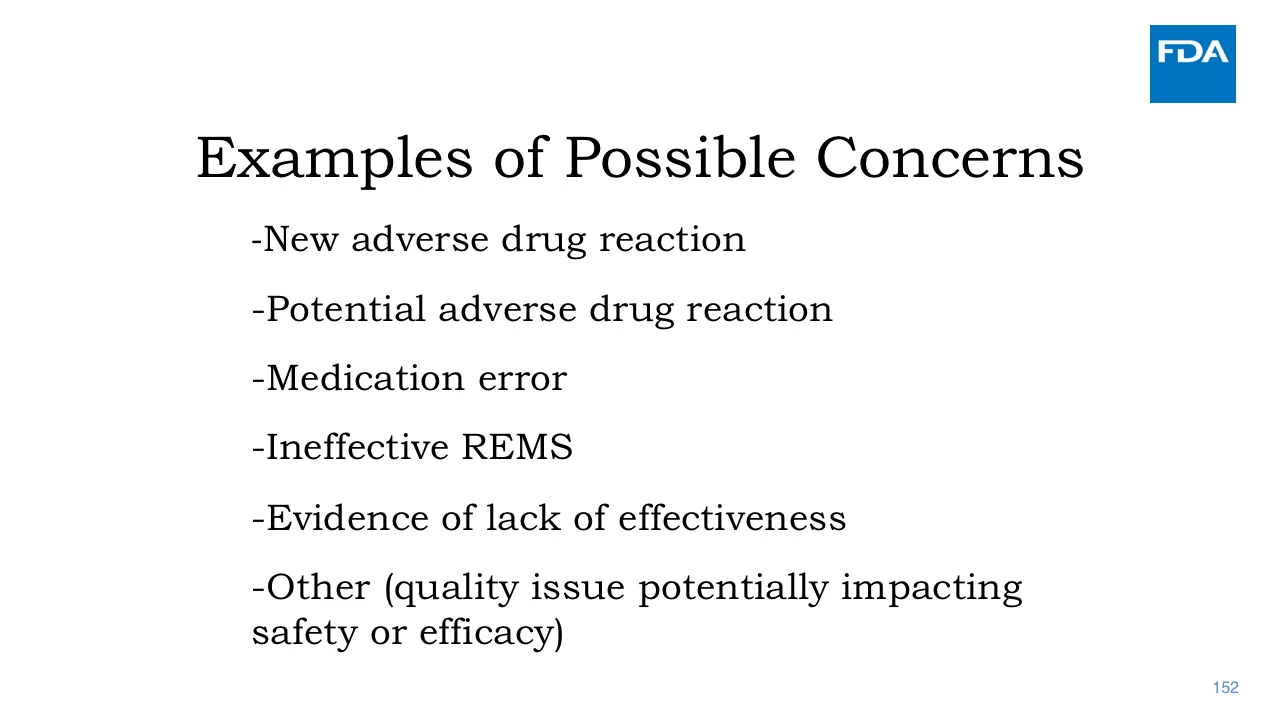 FDA
Examples of Possible Concerns
-New adverse drug reaction
-Potential adverse drug reaction
-Medication error
-Ineffective REMS
-Evidence of lack of effectiveness
-Other (quality issue potentially impacting
safety or efficacy)
152